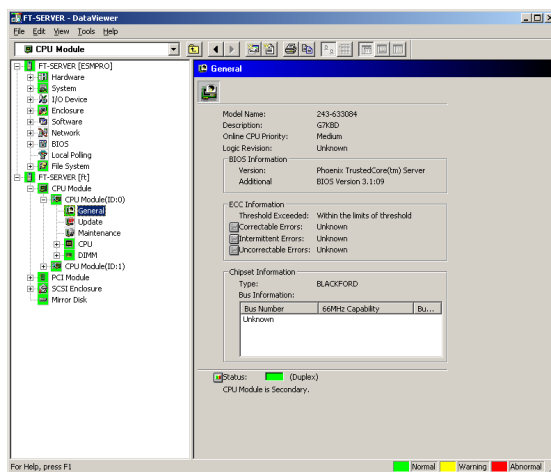 FT-SERVER - DataViewer
File Edit View Tools Help
CPU Module
FT-SERVER [ESMPRO]
Hardware
System
I/O Device
Enclosure
Software
Network
BIOS
Local Polling
File System
FT-SERVER [ft]
CPU Module
CPU Module(ID:0)
General
Update
Maintenance
CPU
DIMM
CPU Module(ID:1)
PCI Module
SCSI Enclosure
Mirror Disk
General
Model Name: 243-633084
Description: G7KBD
Online CPU Priority: Medium
Logic Revision: Unknown
BIOS Information
Version: Phoenix TrustedCore(tm) Server
Additional BIOS Version 3.1:09
ECC Information
Threshold Exceeded: Within the limits of threshold
Correctable Errors: Unknown
Intermittent Errors: Unknown
Uncorrectable Errors: Unknown
Chipset Information
Type: BLACKFORD
Bus Information:
Bus Number 66MHz Capability Bu...
Unknown
Status: (Duplex)
CPU Module is Secondary.
For Help, press F1 Normal Warning Abnormal